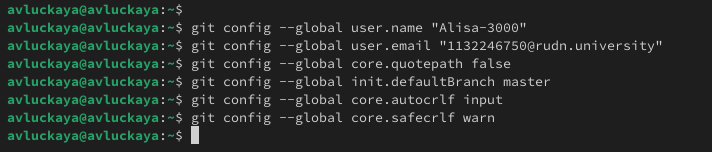 avluckaya@avluckaya:~$
avluckaya@avluckaya:~$ git config --global user.name "Alisa-3000"
avluckaya@avluckaya:~$ git config --global user.email "1132246750@rudn.university"
avluckaya@avluckaya:~$ git config --global core.quotepath false
avluckaya@avluckaya:~$ git config --global init.defaultBranch master
avluckaya@avluckaya:~$ git config --global core.autocrlf input
avluckaya@avluckaya:~$ git config --global core.safecrlf warn
avluckaya@avluckaya:~$